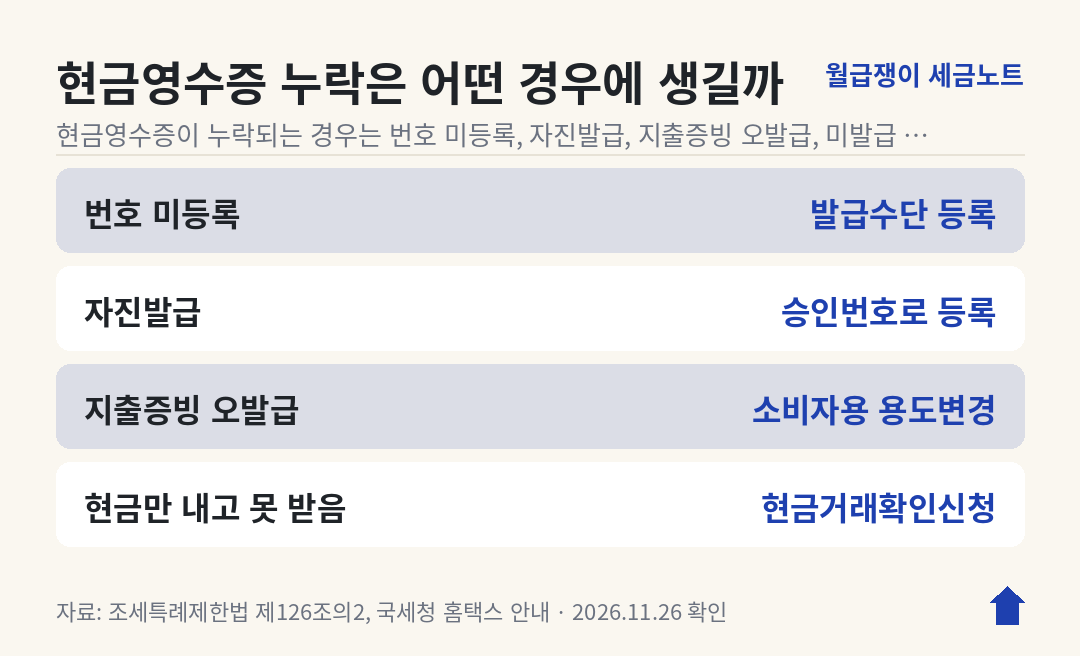 현금영수증 누락은 어떤 경우에 생길까
월급쟁이 세금노트
현금영수증이 누락되는 경우는 번호 미등록, 자진발급, 지출증빙 오발급, 미발급 …
번호 미등록 발급수단 등록
자진발급 승인번호로 등록
지출증빙 오발급 소비자용 용도변경
현금만 내고 못 받음 현금거래확인신청
자료: 조세특례제한법 제126조의2, 국세청 홈택스 안내 · 2026.11.26 확인